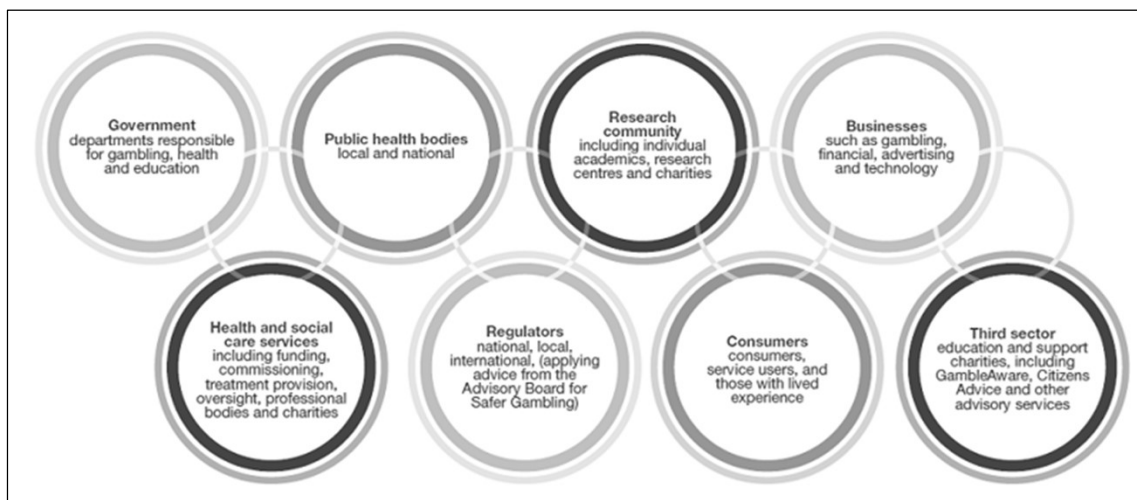 Government
departments responsible
for gambling, health
and education
Public health bodies
local and national
Research
community
including individual
academics, research
centres and charities
Businesses
such as gambling,
financial, advertising
and technology
Health and social
care services
including funding,
commissioning,
treatment provision,
oversight, professional
bodies and charities
Regulators
national, local,
international, (applying
advice from the
Advisory Board for
Safer Gambling)
Consumers
consumers,
service users, and
those with lived
experience
Third sector
education and support
charities, including
GambleAware, Citizens
Advice and other
advisory services